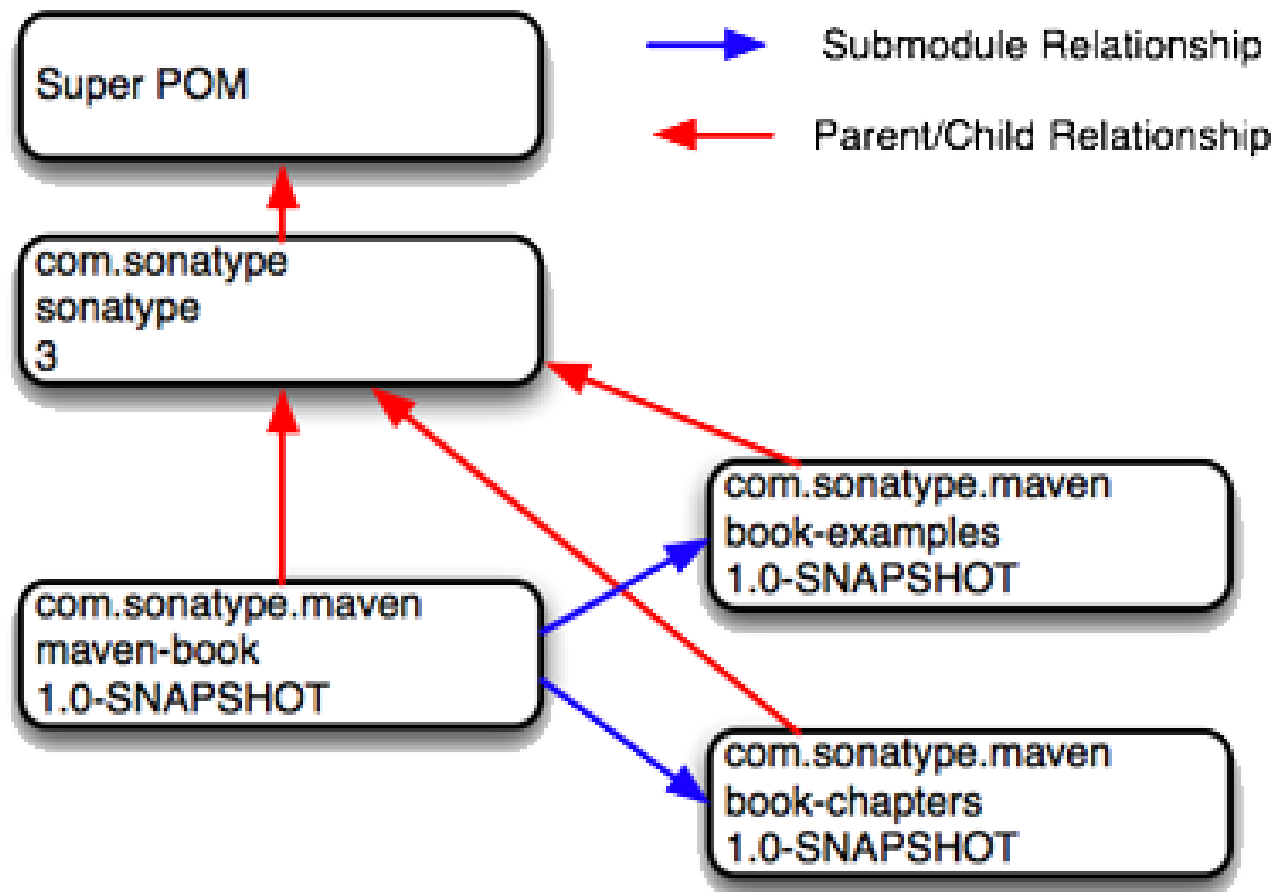 Super POM
Submodule Relationship
Parent/Child Relationship
com.sonatype
sonatype
3
com.sonatype.maven
book-examples
1.0-SNAPSHOT
com.sonatype.maven
maven-book
1.0-SNAPSHOT
com.sonatype.maven
book-chapters
1.0-SNAPSHOT